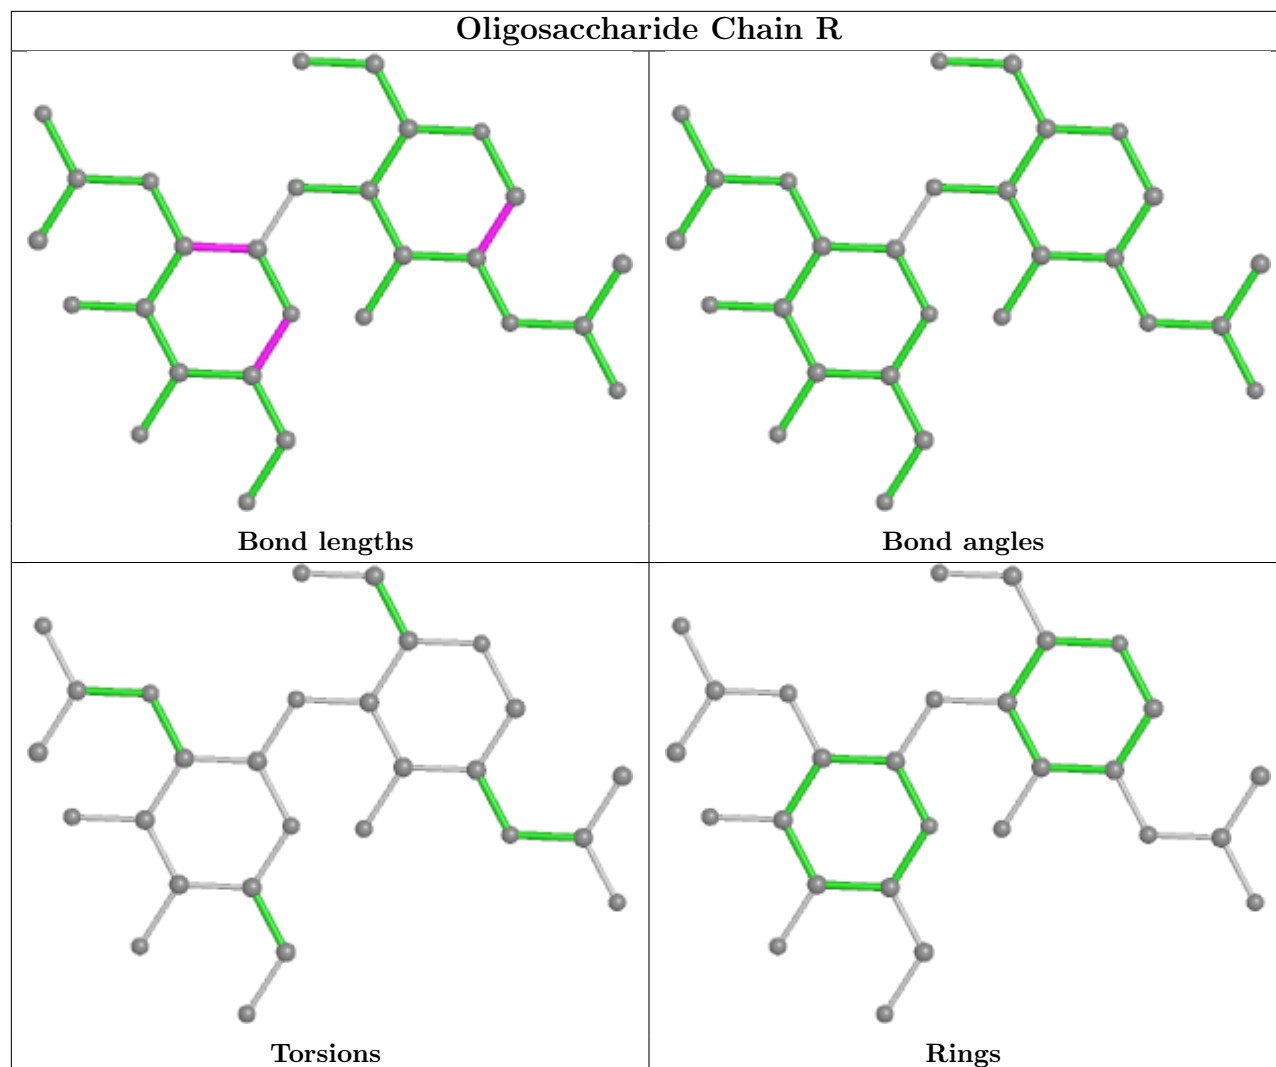 Oligosaccharide Chain R
Bond lengths
Bond angles
Torsions
Rings